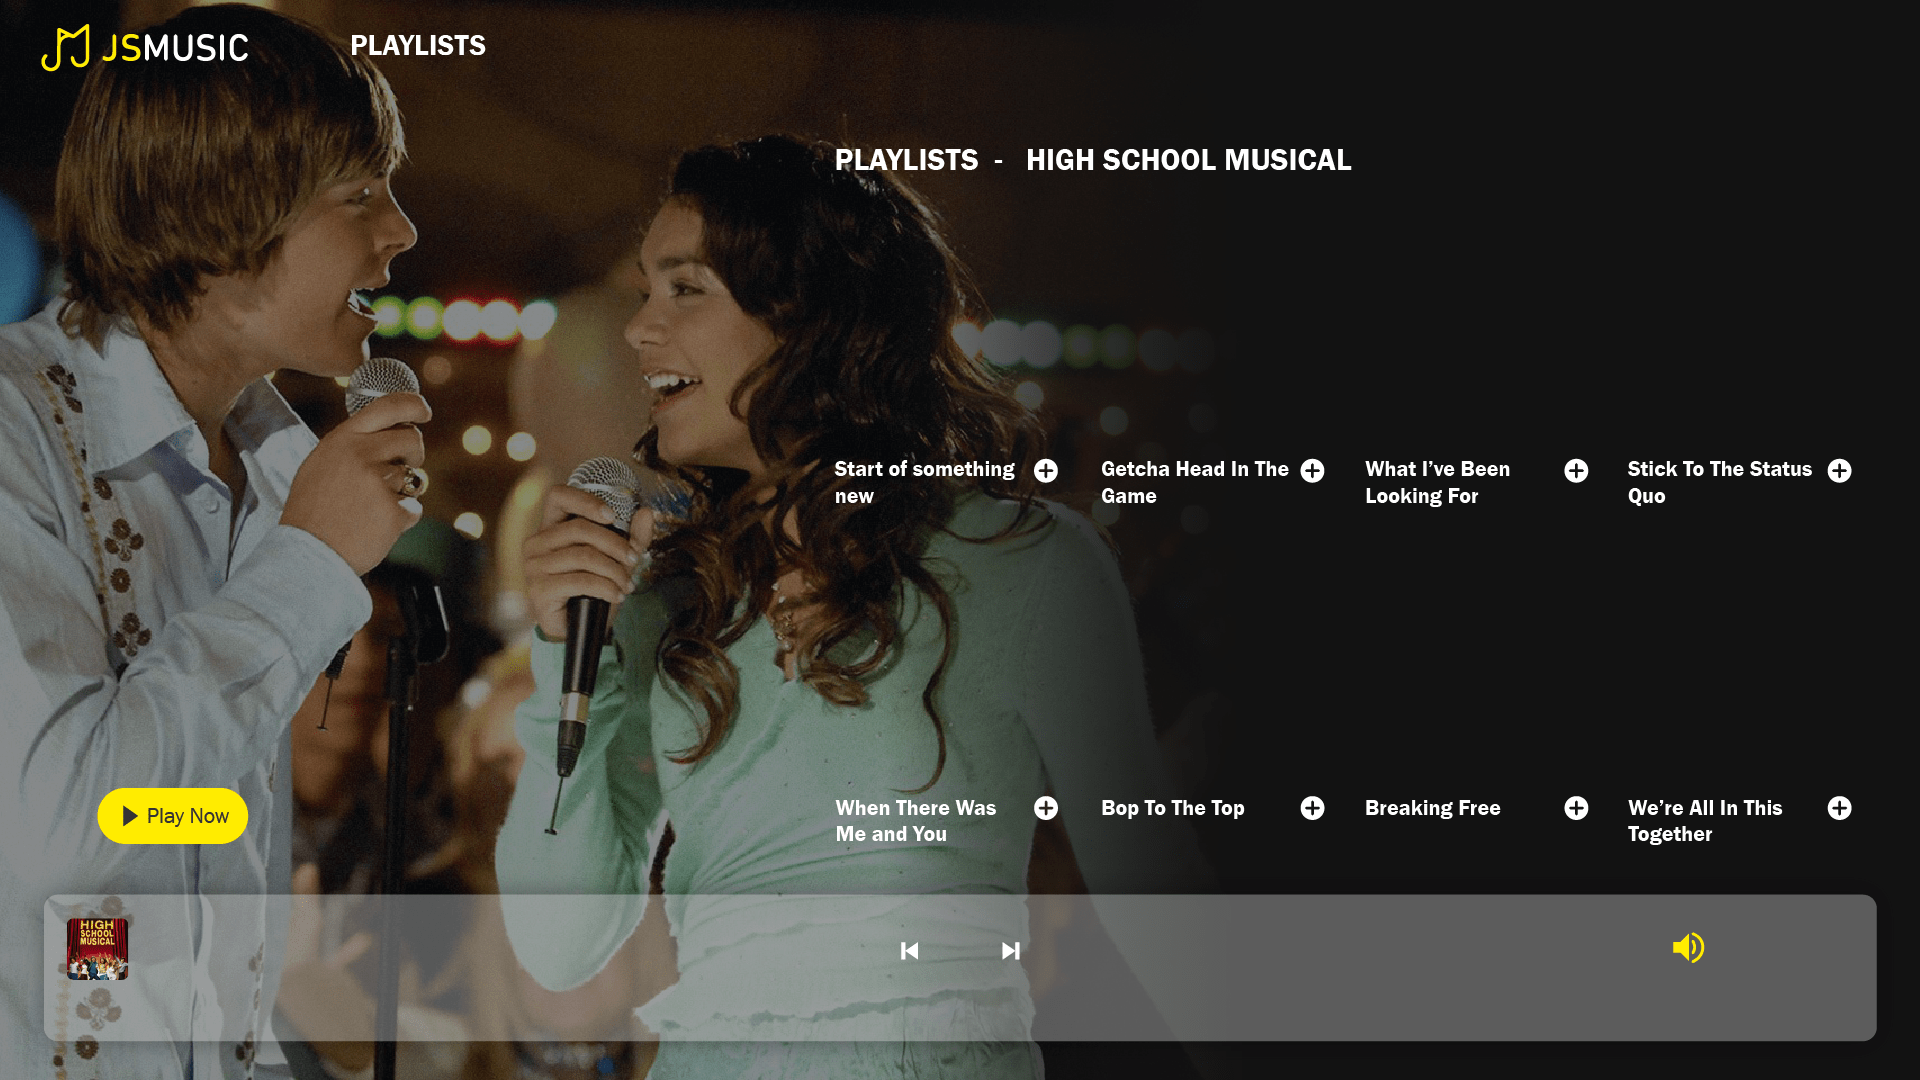 JSMUSIC
PLAYLISTS
PLAYLISTS - HIGH SCHOOL MUSICAL
Start of something
new
Getcha Head In The
Game
What I’ve Been
Looking For
Stick To The Status
Quo
Play Now
When There Was
Me and You
Bop To The Top
Breaking Free
We’re All In This
Together
HIGH
SCHOOL
MUSICAL